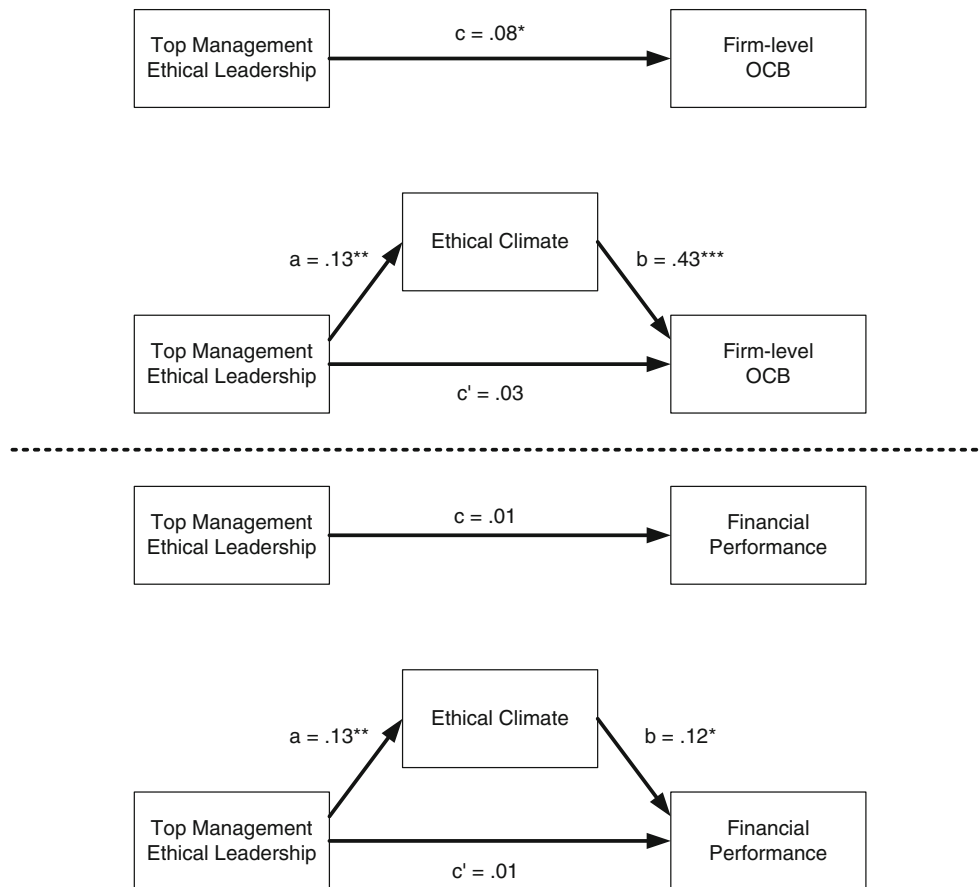 c = .08*
Top Management
Ethical Leadership
Firm-level
OCB
Ethical Climate
a = .13**
b = .43***
Top Management
Ethical Leadership
Firm-level
OCB
c' = .03
c = .01
Top Management
Ethical Leadership
Financial
Performance
Ethical Climate
a = .13**
b = .12*
Top Management
Ethical Leadership
Financial
Performance
c' = .01